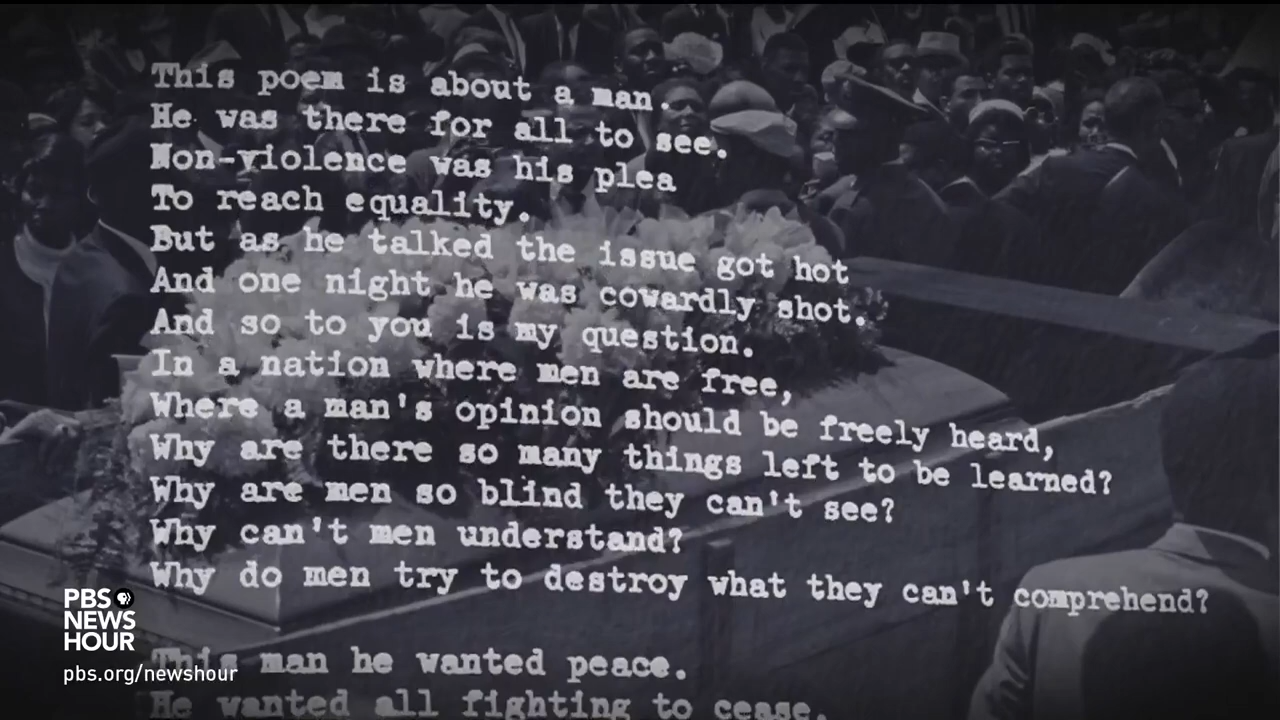 This poem is about a man.
He was there for all to see.
Non-violence was his plea
To reach equality.
But as he talked the issue got hot
And one night he was cowardly shot.
And so to you is my question.
In a nation where men are free,
Where a man's opinion should be freely heard,
Why are there so many things left to be learned?
Why are men so blind they can't see?
Why can't men understand?
Why do men try to destroy what they can't comprehend?
This man he wanted peace.
He wanted all fighting to cease.
PBS
NEWS
HOUR
pbs.org/newshour